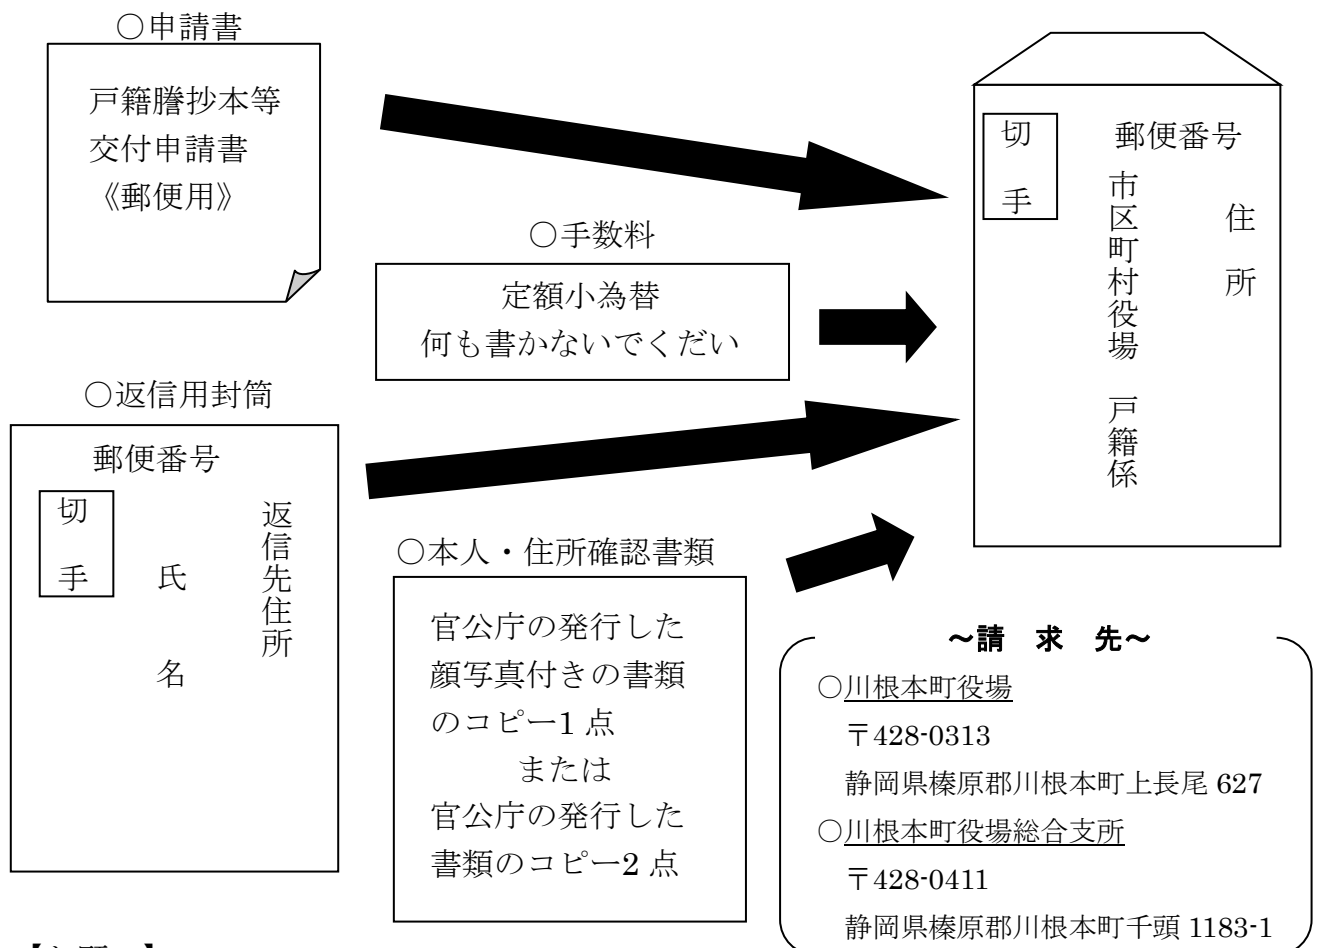 ○申請書
戸籍謄抄本等
交付申請書
《郵便用》
○手数料
定額小為替
何も書かないでくだい
○返信用封筒
郵便番号
切手
返信先住所
氏名
○本人・住所確認書類
官公庁の発行した
顔写真付きの書類
のコピー1 点
または
官公庁の発行した
書類のコピー2 点
切手
郵便番号
住所
市区町村役場 戸籍係
~請 求 先~
○川根本町役場
〒428-0313
静岡県榛原郡川根本町上長尾 627
○川根本町役場総合支所
〒428-0411
静岡県榛原郡川根本町千頭 1183-1